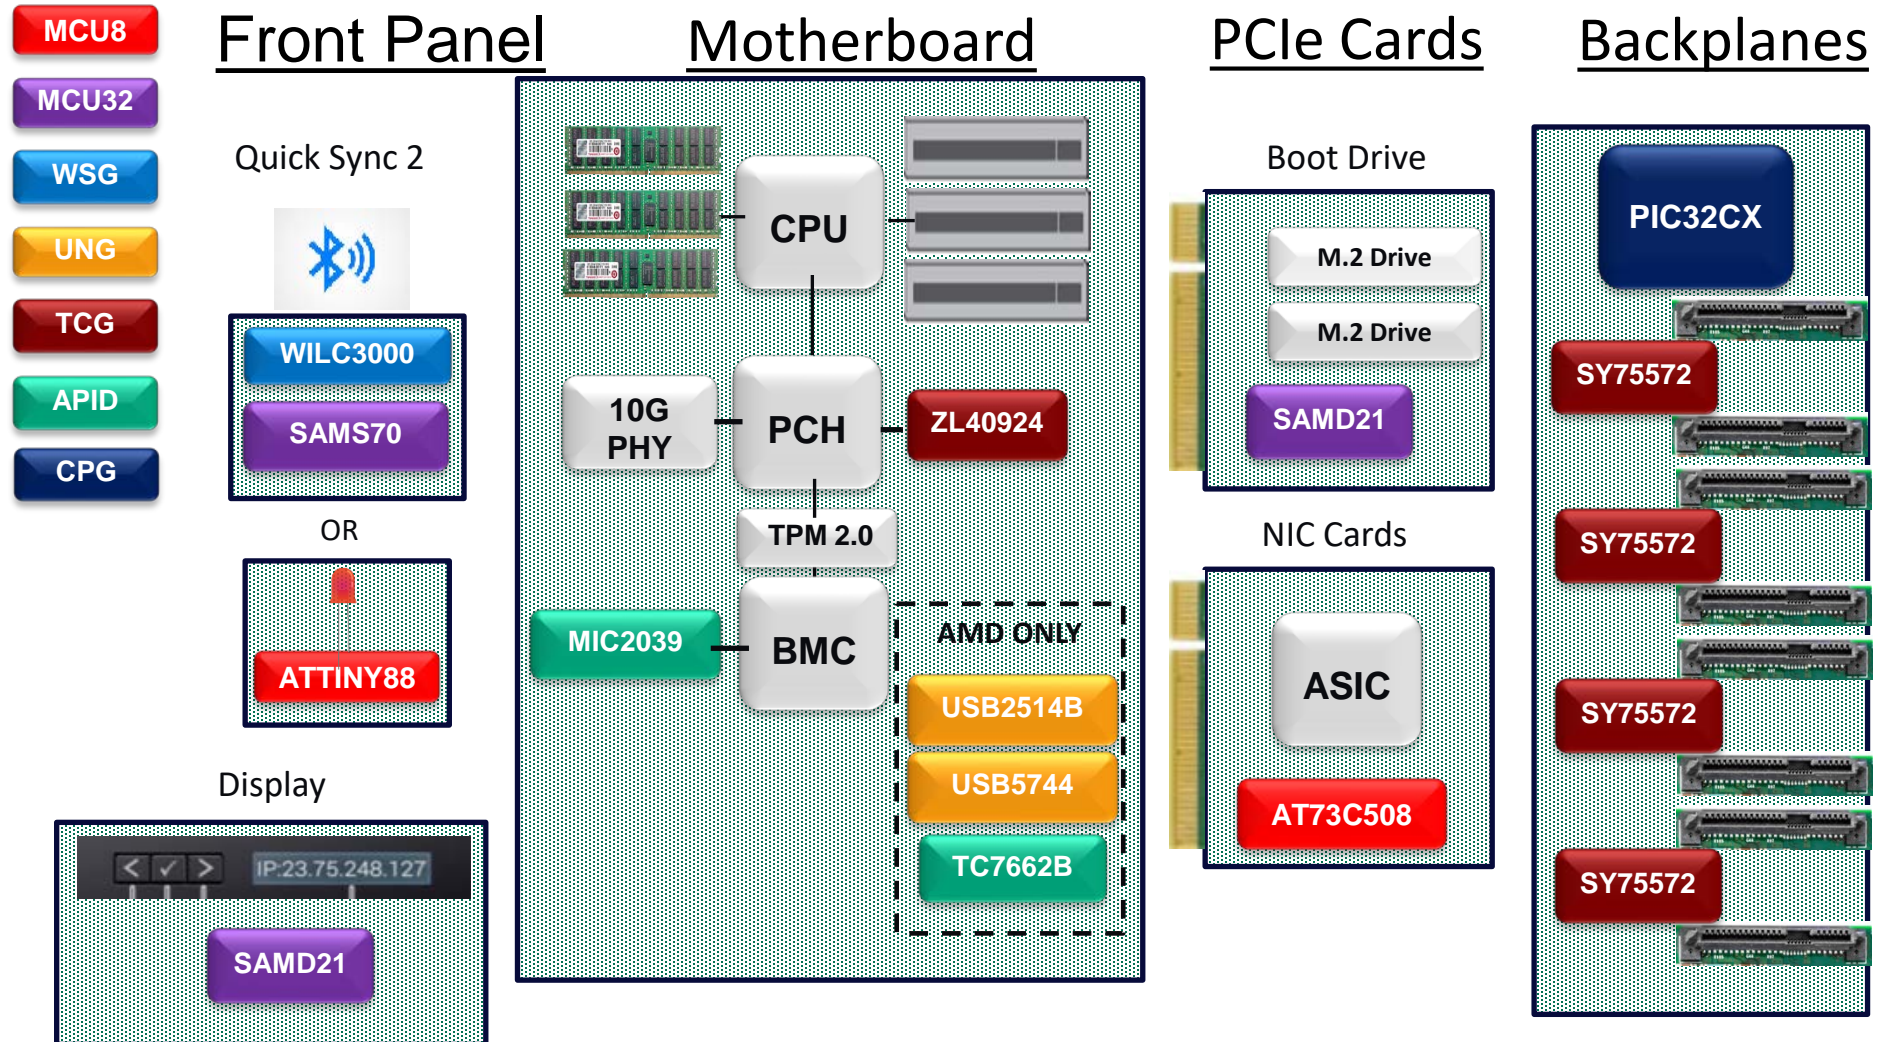 MCU8
MCU32
WSG
UNG
TCG
APID
CPG
Front Panel
Quick Sync 2
WILC3000
SAMS70
OR
ATTINY88
Display
< ✓ >
IP:23.75.248.127
SAMD21
Motherboard
CPU
10G
PHY
PCH
ZL40924
TPM 2.0
MIC2039
BMC
AMD ONLY
USB2514B
USB5744
TC7662B
PCIe Cards
Boot Drive
M.2 Drive
M.2 Drive
SAMD21
NIC Cards
ASIC
AT73C508
Backplanes
PIC32CX
SY75572
SY75572
SY75572
SY75572